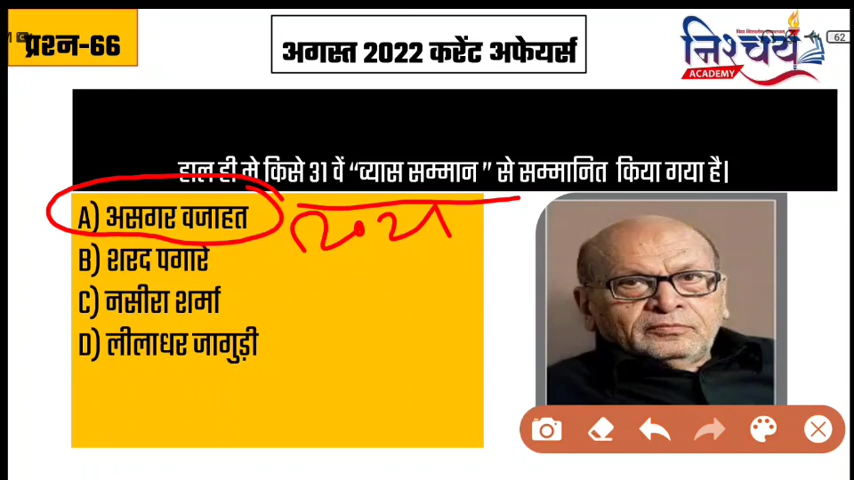 प्रश्न-66
अगस्त 2022 करेंट अफेयर्स
निश्चय
ACADEMY
62
हाल ही मे किसे 31 वें “व्यास सम्मान ” से सम्मानित किया गया है।
A) असगर वजाहत
B) शरद पगारे
C) नसीरा शर्मा
D) लीलाधर जागुड़ी